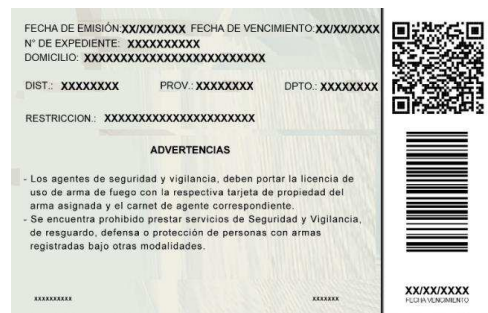 FECHA DE EMISIÓN:XX/XX/XXXX FECHA DE VENCIMIENTO:XX/XX/XXXX
N° DE EXPEDIENTE: XXXXXXXXXX
DOMICILIO: XXXXXXXXXXXXXXXXXXXXXXXXX
DIST.: XXXXXXXX PROV.: XXXXXXXX DPTO.: XXXXXXXX
RESTRICCION.: XXXXXXXXXXXXXXXXXXXXX
ADVERTENCIAS
- Los agentes de seguridad y vigilancia, deben portar la licencia de
uso de arma de fuego con la respectiva tarjeta de propiedad del
arma asignada y el carnet de agente correspondiente.
- Se encuentra prohibido prestar servicios de Seguridad y Vigilancia,
de resguardo, defensa o protección de personas con armas
registradas bajo otras modalidades.
xxxxxxxxxx xxxxxxx
XX/XX/XXXX
FECHA VENCIMIENTO